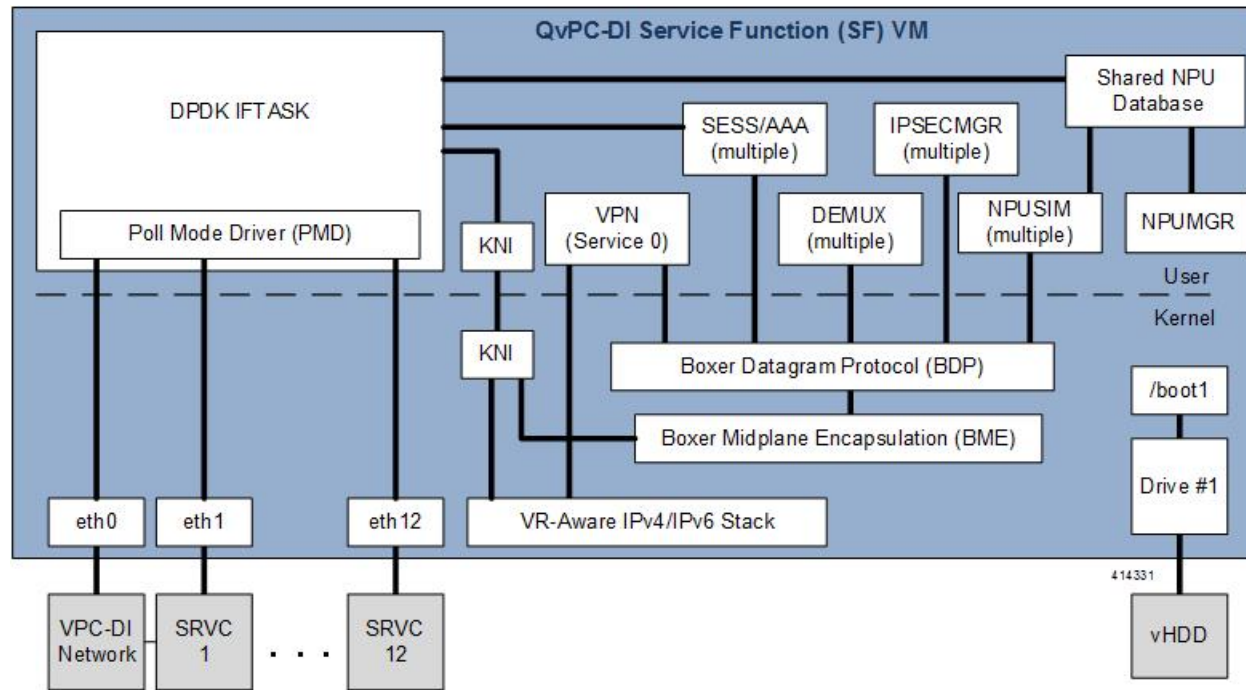 QvPC-DI Service Function (SF) VM
DPDK IFTASK
Shared NPU
Database
SESS/AAA
(multiple)
IPSECMGR
(multiple)
Poll Mode Driver (PMD)
KNI
VPN
(Service 0)
DEMUX
(multiple)
NPUSIM
(multiple)
NPUMGR
User
Kernel
KNI
Boxer Datagram Protocol (BDP)
/boot1
Boxer Midplane Encapsulation (BME)
Drive #1
eth0
eth1
eth12
VR-Aware IPv4/IPv6 Stack
414331
VPC-DI
Network
SRVC
1
. . .
SRVC
12
vHDD